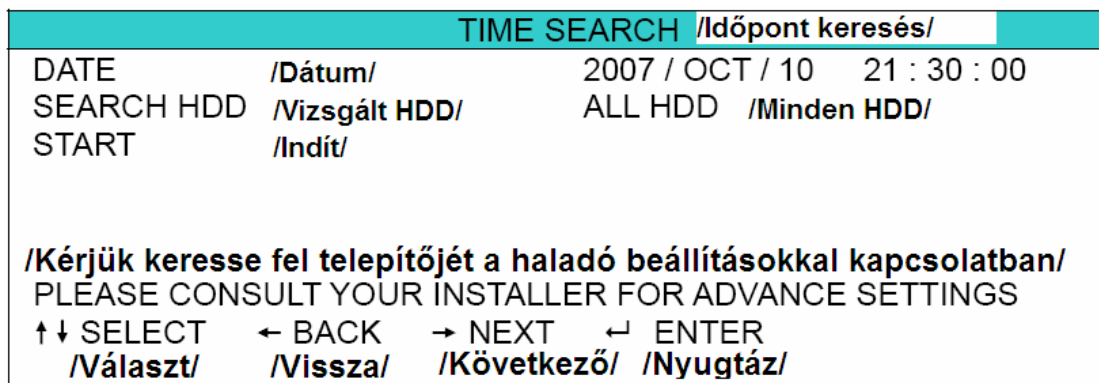 TIME SEARCH /Időpont keresés/
DATE /Dátum/ 2007 / OCT / 10 21 : 30 : 00
SEARCH HDD /Vizsgált HDD/ ALL HDD /Minden HDD/
START /Indít/
/Kérjük keresse fel telepítőjét a haladó beállításokkal kapcsolatban/
PLEASE CONSULT YOUR INSTALLER FOR ADVANCE SETTINGS
↑↓ SELECT ← BACK → NEXT ↵ ENTER
/Választ/ /Vissza/ /Következő/ /Nyugtáz/